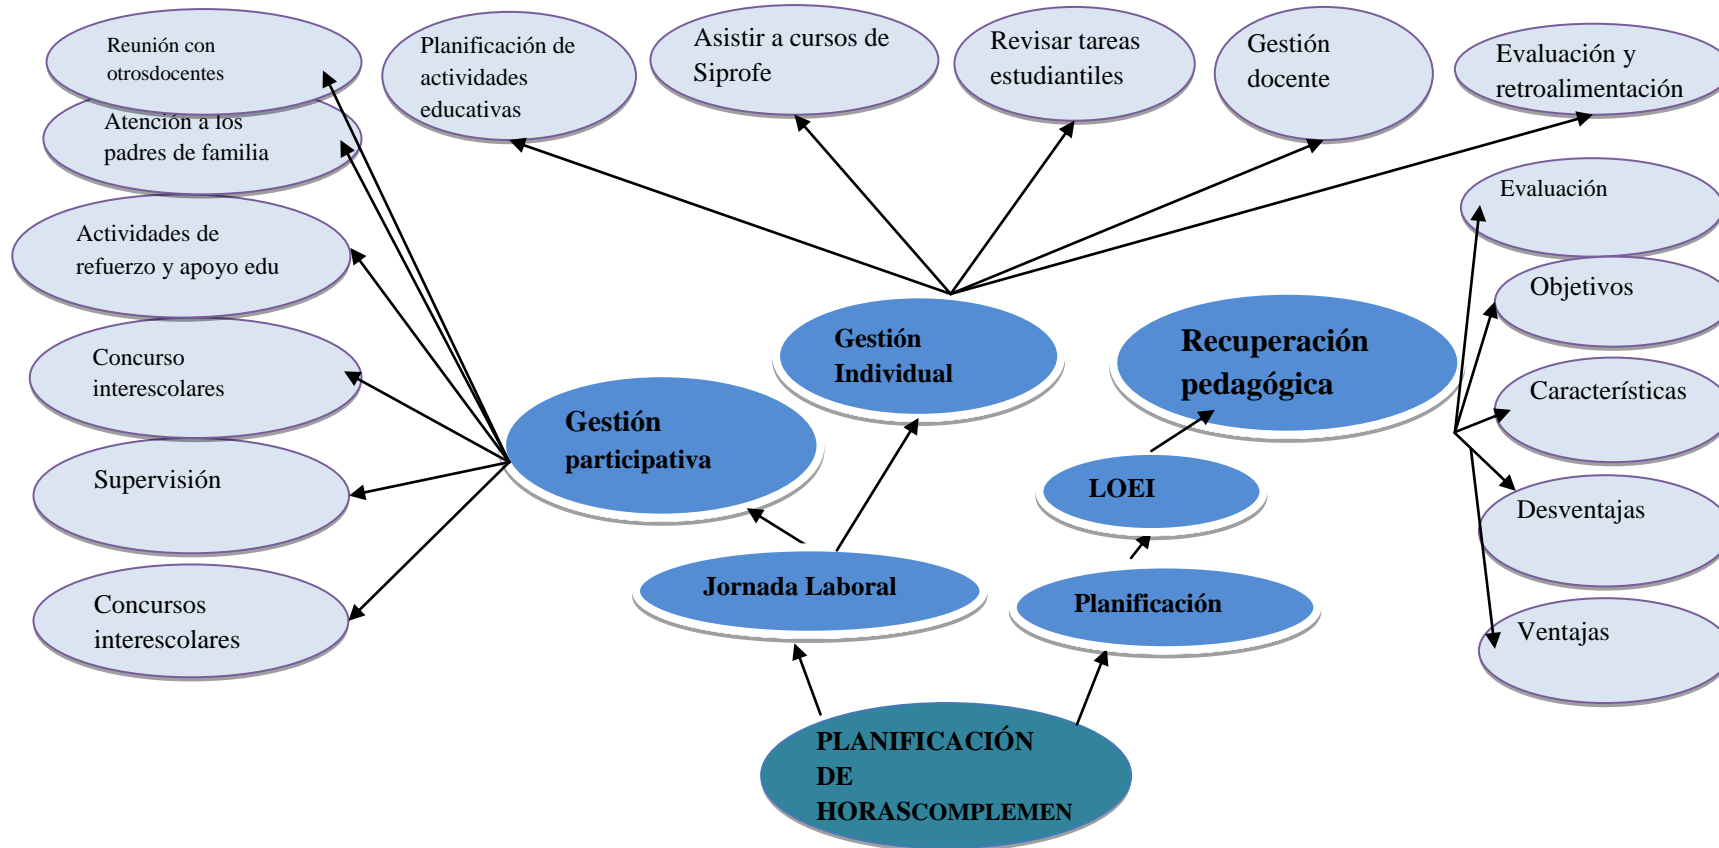 Reunión con
otrosdocentes
Planificación de
actividades
educativas
Asistir a cursos de
Siprofe
Revisar tareas
estudiantiles
Gestión
docente
Evaluación y
retroalimentación
Atención a los
padres de familia
Actividades de
refuerzo y apoyo edu
Concurso
interescolares
Supervisión
Concursos
interescolares
Evaluación
Objetivos
Característícas
Desventajas
Ventajas
Gestión
Individual
Recuperación
pedagógica
Gestión
participativa
LOEI
Jornada Laboral
Planificación
PLANIFICACIÓN
DE
HORASCOMPLEMEN